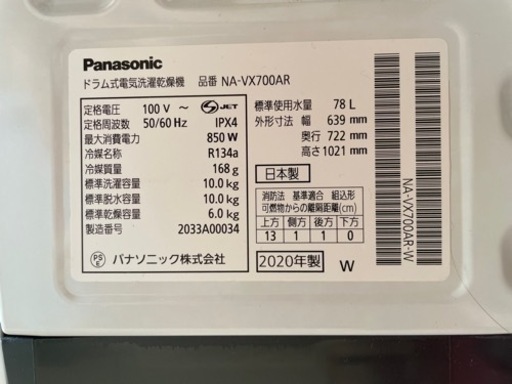 Panasonic
ドラム式電気洗濯乾燥機 品番 NA-VX700AR
定格電圧 100 V ~ JET
定格周波数 50/60 Hz IPX4
最大消費電力 850 W
冷媒名称 R134a
冷媒質量 168 g
標準洗濯容量 10.0 kg
標準脱水容量 10.0 kg
標準乾燥容量 6.0 kg
製造番号 2033A00034
PS E パナソニック株式会社
標準使用水量 78 L
外形寸法 幅 639 mm
奥行 722 mm
高さ 1021 mm
日本製
消防法 基準適合 組込形
可燃物からの離隔距離(cm)
上方 側方 後方 下方
13 1 1 0
2020年製 W
NA-VX700AR-W